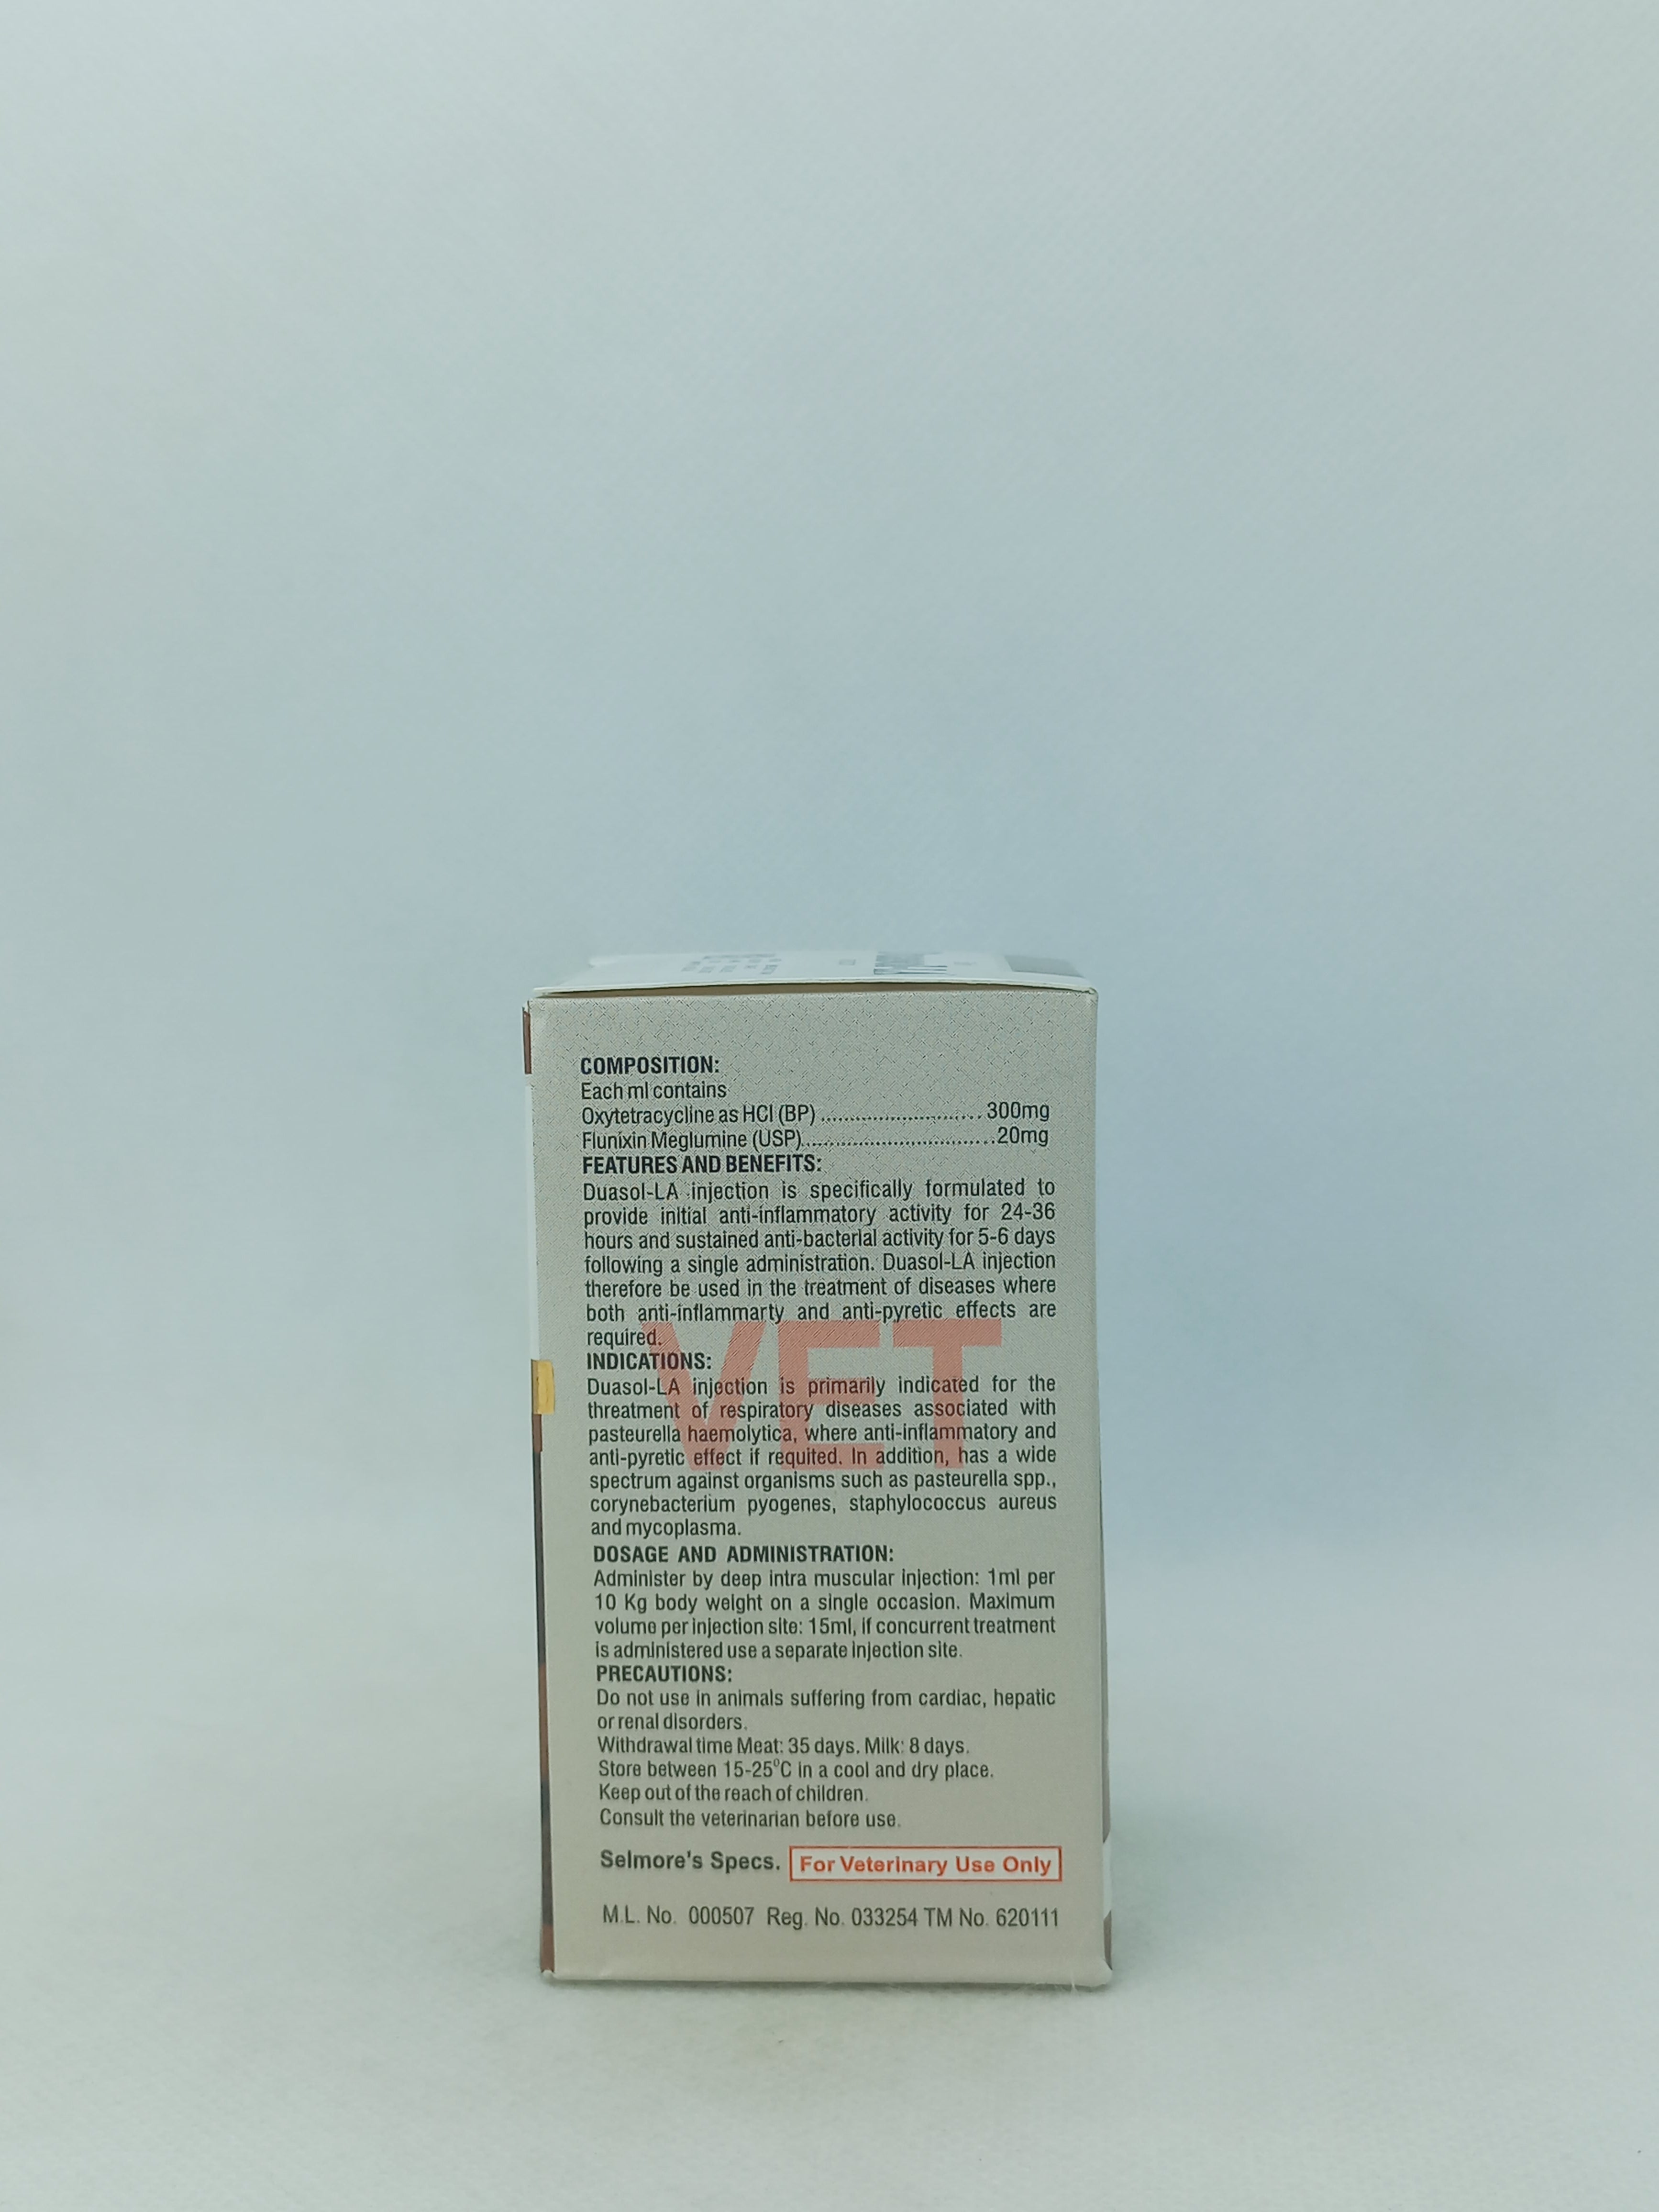 COMPOSITION:
Each ml contains
Oxytetracycline as HCl (BP) ............................ 300mg
Flunixin Meglumine (USP).................................20mg
FEATURES AND BENEFITS:
Duasol-LA injection is specifically formulated to
provide initial anti-inflammatory activity for 24-36
hours and sustained anti-bacterial activity for 5-6 days
following a single administration. Duasol-LA injection
therefore be used in the treatment of diseases where
both anti-inflammarty and anti-pyretic effects are
required.
VET
INDICATIONS:
Duasol-LA injection is primarily indicated for the
threatment of respiratory diseases associated with
pasteurella haemolytica, where anti-inflammatory and
anti-pyretic effect if requited. In addition, has a wide
spectrum against organisms such as pasteurella spp.,
corynebacterium pyogenes, staphylococcus aureus
and mycoplasma.
DOSAGE AND ADMINISTRATION:
Administer by deep intra muscular injection: 1ml per
10 Kg body weight on a single occasion. Maximum
volume per injection site: 15ml, if concurrent treatment
is administered use a separate injection site.
PRECAUTIONS:
Do not use in animals suffering from cardiac, hepatic
or renal disorders.
Withdrawal time Meat: 35 days. Milk: 8 days.
Store between 15-25°C in a cool and dry place.
Keep out of the reach of children.
Consult the veterinarian before use.
Selmore's Specs. For Veterinary Use Only
M.L. No. 000507 Reg. No. 033254 TM No. 620111